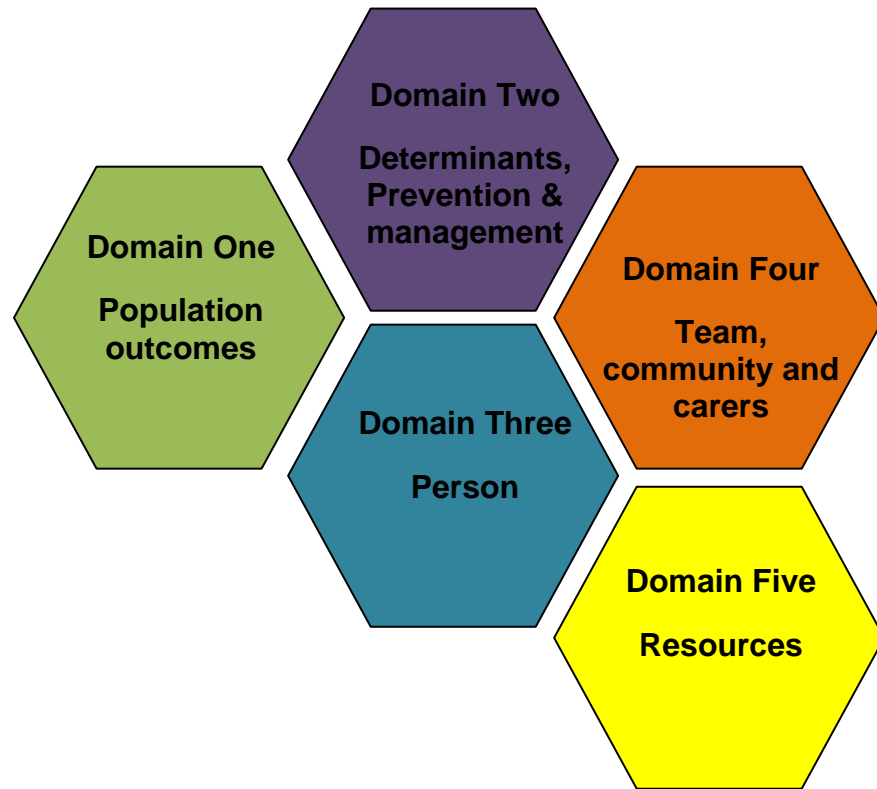 Domain One
Population
outcomes
Domain Two
Determinants,
Prevention &
management
Domain Three
Person
Domain Four
Team,
community and
carers
Domain Five
Resources